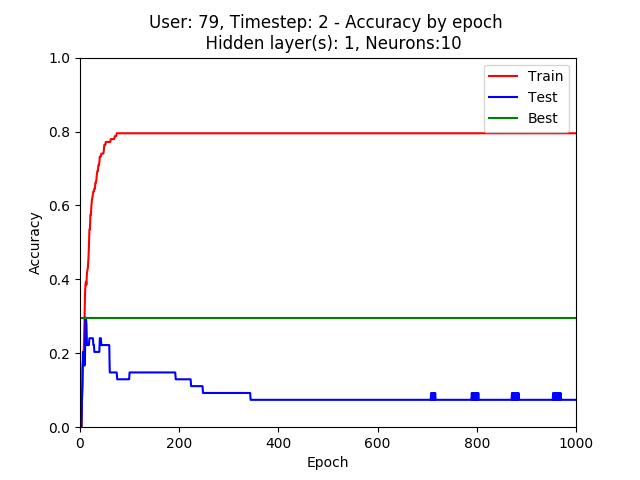 User: 79, Timestep: 2 - Accuracy by epoch
Hidden layer(s): 1, Neurons:10
Train
Test
Best
Accuracy
1.0
0.8
0.6
0.4
0.2
0.0
0 200 400 600 800 1000
Epoch